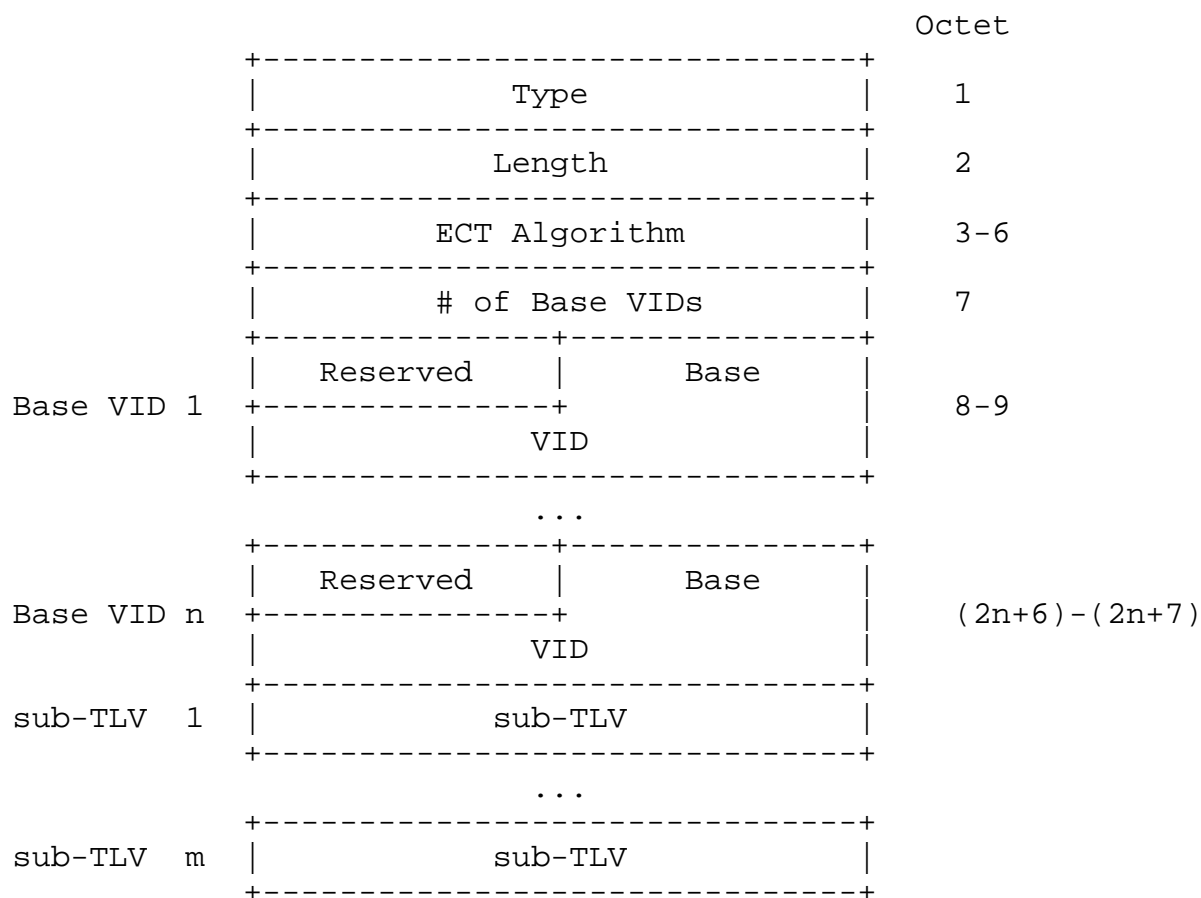 Octet
Type 1
Length 2
ECT Algorithm 3-6
# of Base VIDs 7
Reserved | Base
Base VID 1 8-9
VID
...
Reserved | Base
Base VID n (2n+6)-(2n+7)
VID
sub-TLV 1 sub-TLV
...
sub-TLV m sub-TLV